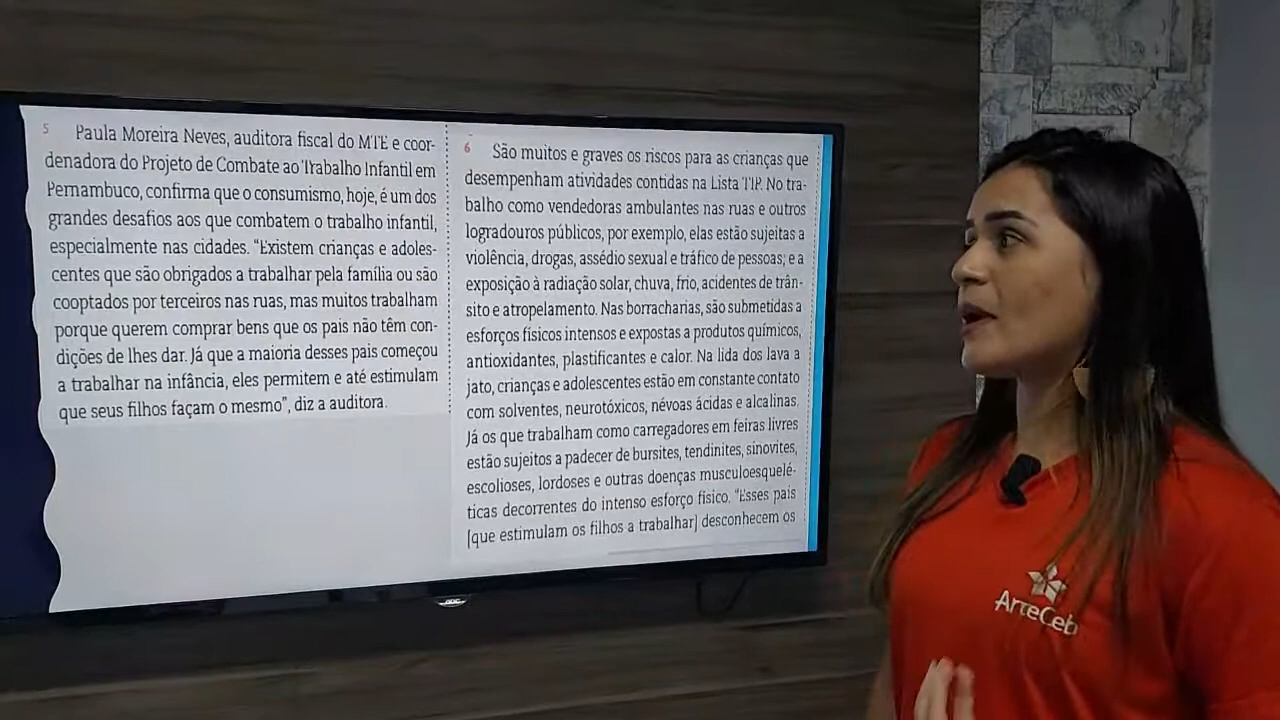 5 Paula Moreira Neves, auditora fiscal do MTE e coor-
denadora do Projeto de Combate ao Trabalho Infantil em
Pernambuco, confirma que o consumismo, hoje, é um dos
grandes desafios aos que combatem o trabalho infantil,
especialmente nas cidades. “Existem crianças e adoles-
centes que são obrigados a trabalhar pela família ou são
cooptados por terceiros nas ruas, mas muitos trabalham
porque querem comprar bens que os pais não têm con-
dições de lhes dar. Já que a maioria desses pais começou
a trabalhar na infância, eles permitem e até estimulam
que seus filhos façam o mesmo”, diz a auditora.
6 São muitos e graves os riscos para as crianças que
desempenham atividades contidas na Lista TIP. No tra-
balho como vendedoras ambulantes nas ruas e outros
logradouros públicos, por exemplo, elas estão sujeitas a
violência, drogas, assédio sexual e tráfico de pessoas; e a
exposição à radiação solar, chuva, frio, acidentes de trân-
sito e atropelamento. Nas borracharias, são submetidas a
esforços físicos intensos e expostas a produtos químicos,
antioxidantes, plastificantes e calor. Na lida dos lava a
jato, crianças e adolescentes estão em constante contato
com solventes, neurotóxicos, névoas ácidas e alcalinas.
Já os que trabalham como carregadores em feiras livres
estão sujeitos a padecer de bursites, tendinites, sinovites,
escolioses, lordoses e outras doenças musculoesquelé-
ticas decorrentes do intenso esforço físico. “Esses pais
[que estimulam os filhos a trabalhar] desconhecem os
AOC
ArteCeb